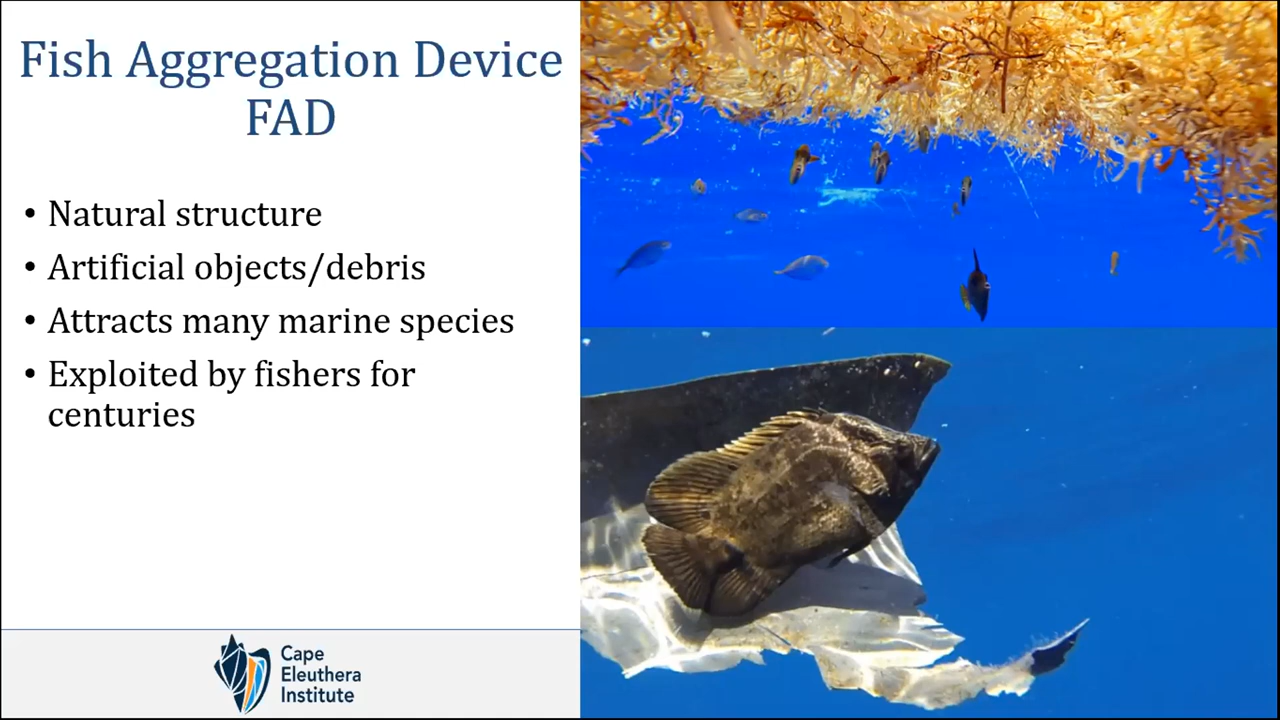 Fish Aggregation Device
FAD
• Natural structure
• Artificial objects/debris
• Attracts many marine species
• Exploited by fishers for
centuries
Cape
Eleuthera
Institute